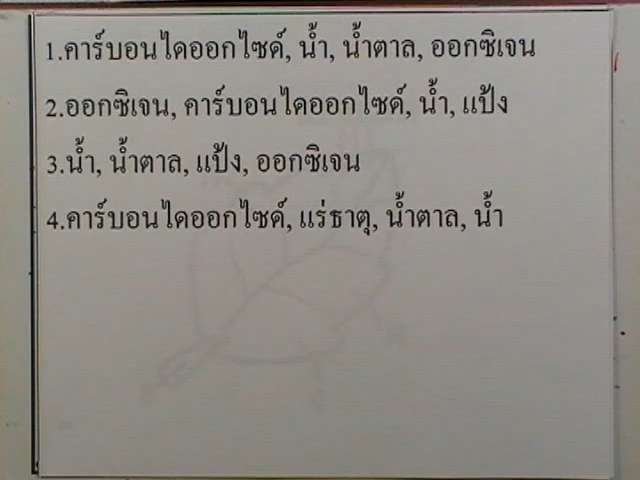 1.คาร์บอนไดออกไซด์, น้ำ, น้ำตาล, ออกซิเจน
2.ออกซิเจน, คาร์บอนไดออกไซด์, น้ำ, แป้ง
3.น้ำ, น้ำตาล, แป้ง, ออกซิเจน
4.คาร์บอนไดออกไซด์, แร่ธาตุ, น้ำตาล, น้ำ